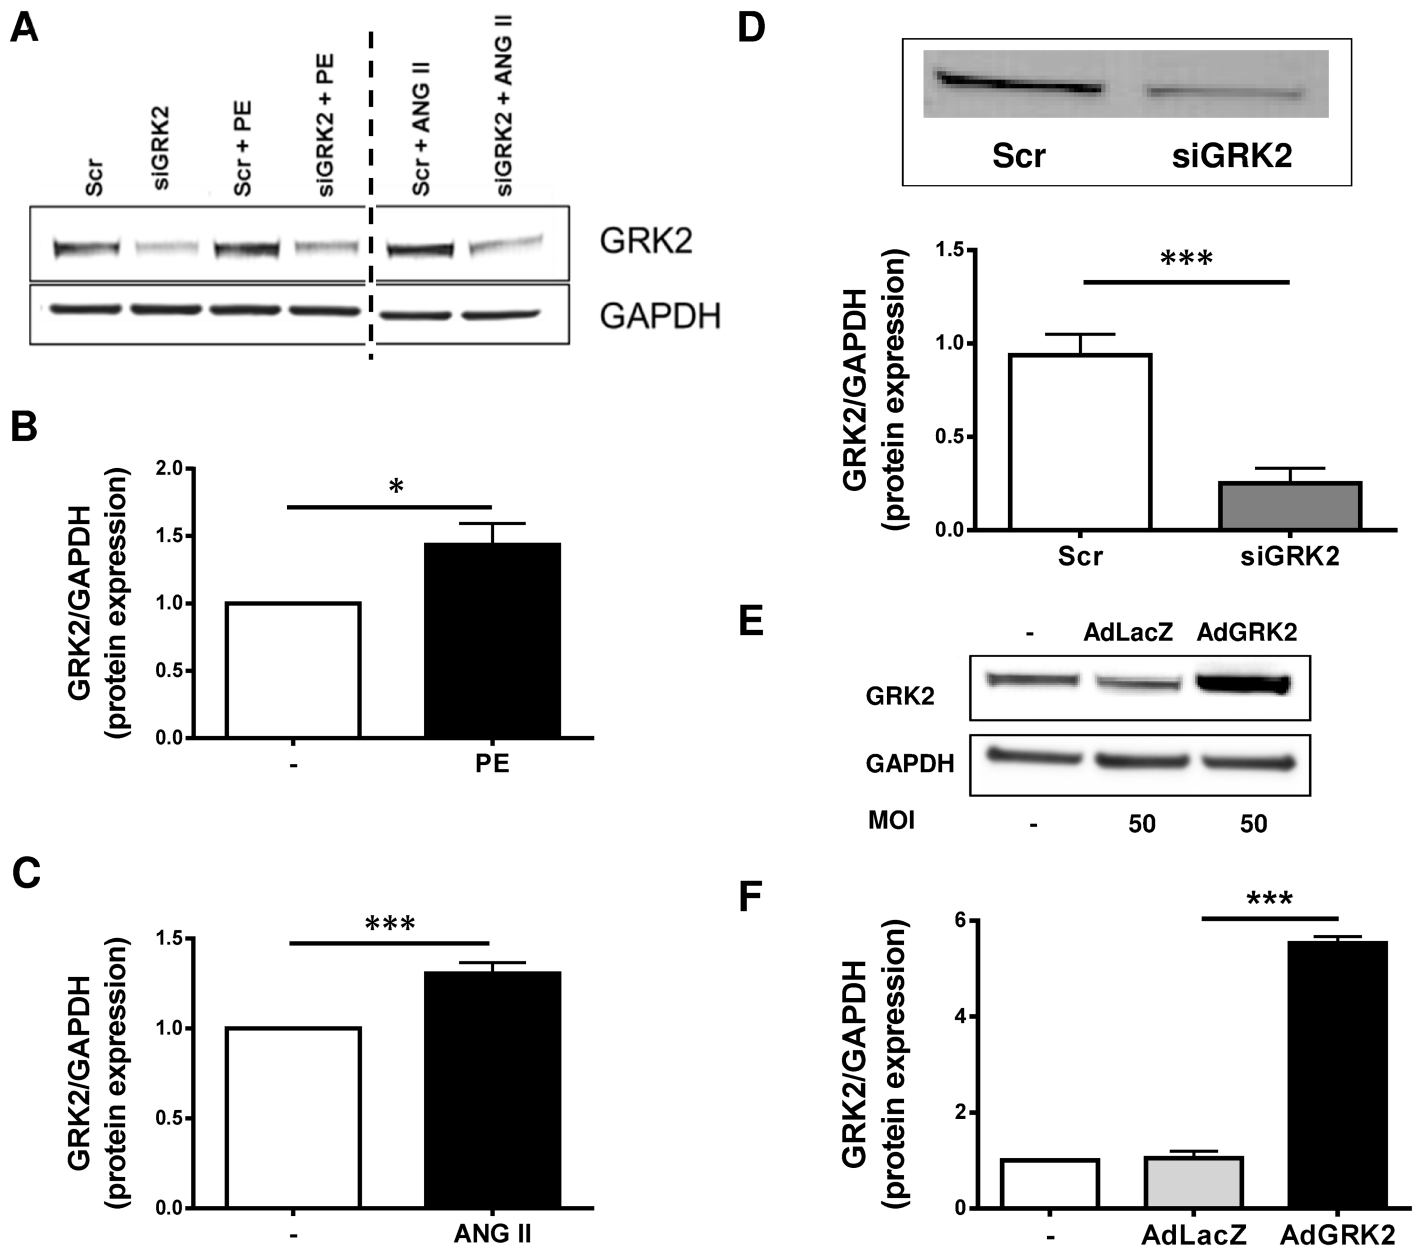 A
Scr
siGRK2
Scr + PE
siGRK2 + PE
Scr + ANG II
siGRK2 + ANG II
GRK2
GAPDH
B
GRK2/GAPDH
(protein expression)
2.0
1.5
1.0
0.5
0.0
*
-
PE
C
GRK2/GAPDH
(protein expression)
1.5
1.0
0.5
0.0
***
-
ANG II
D
Scr
siGRK2
GRK2/GAPDH
(protein expression)
1.5
1.0
0.5
0.0
***
Scr
siGRK2
E
- AdLacZ AdGRK2
GRK2
GAPDH
MOI - 50 50
F
GRK2/GAPDH
(protein expression)
6
4
2
0
***
-
AdLacZ
AdGRK2